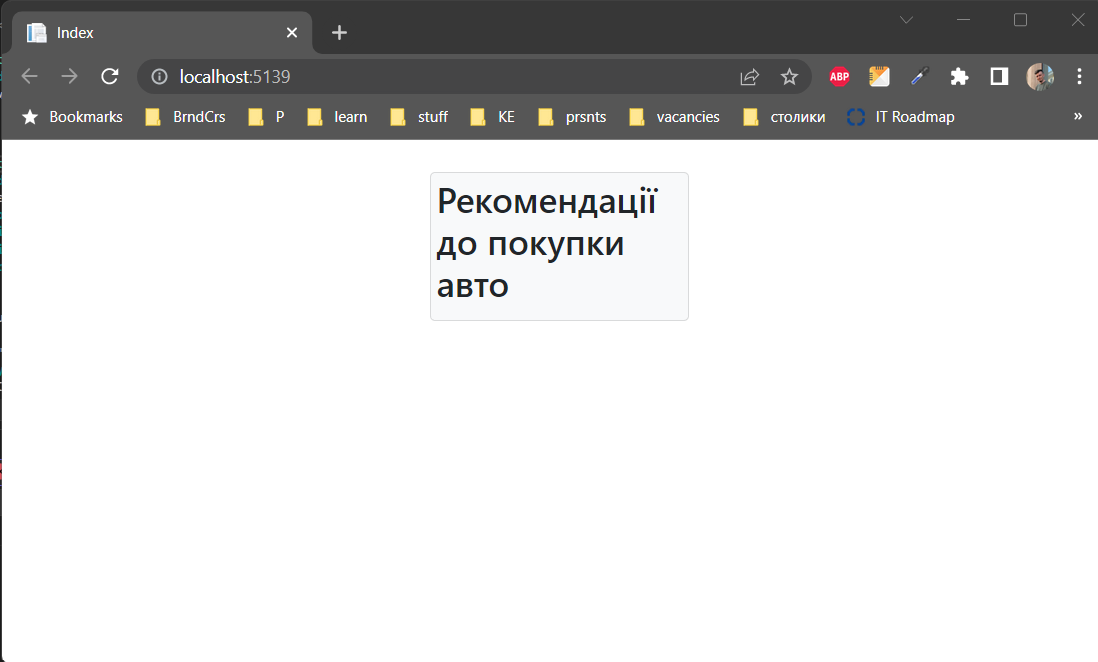 Index
localhost:5139
ABP
Bookmarks BrndCrs P learn stuff KE prsnts vacancies столики IT Roadmap »
Рекомендації
до покупки
авто